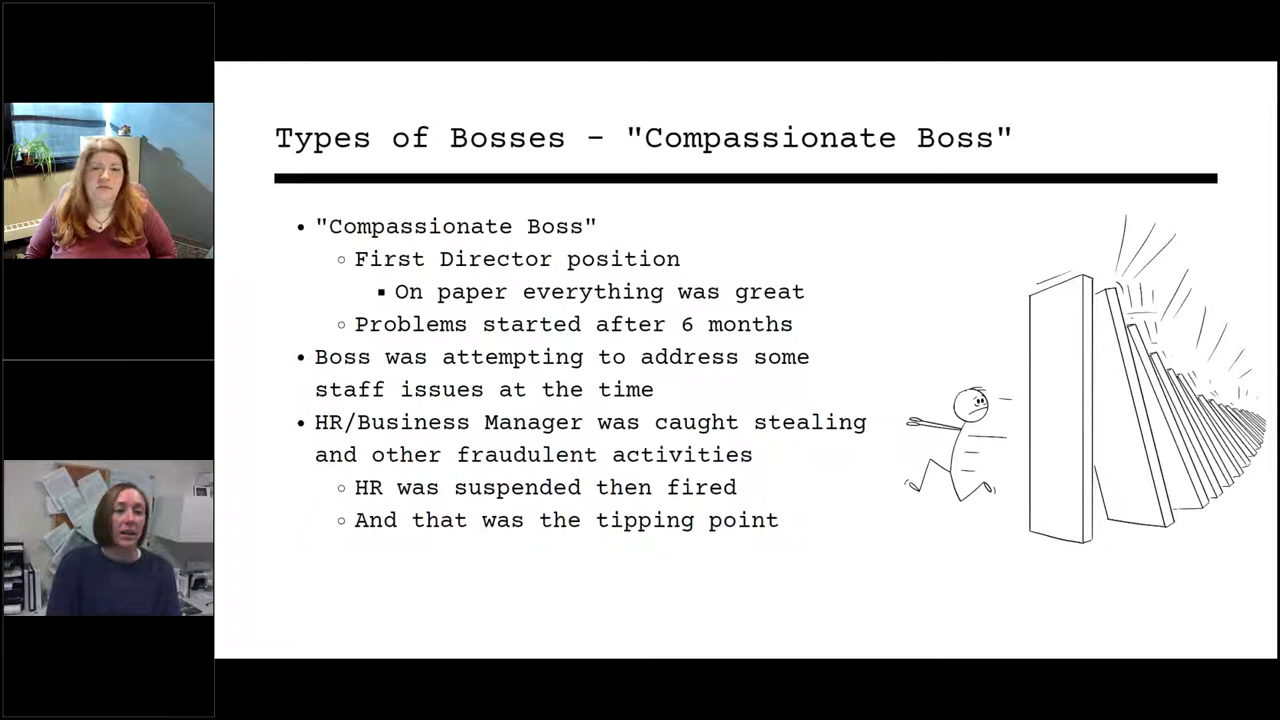 Types of Bosses - "Compassionate Boss"
• "Compassionate Boss"
○ First Director position
▪ On paper everything was great
○ Problems started after 6 months
• Boss was attempting to address some
staff issues at the time
• HR/Business Manager was caught stealing
and other fraudulent activities
○ HR was suspended then fired
○ And that was the tipping point